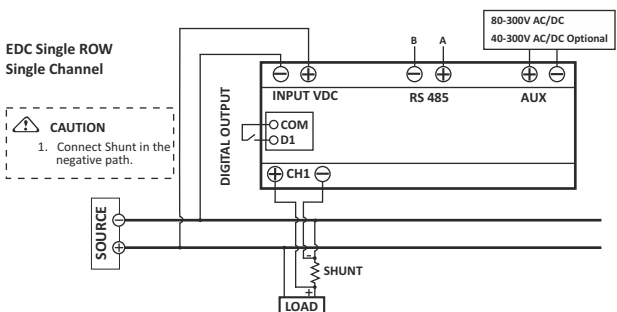 80-300V AC/DC
40-300V AC/DC Optional
EDC Single ROW
Single Channel
B A
INPUT VDC RS 485 AUX
DIGITAL OUTPUT
COM
D1
CAUTION
1. Connect Shunt in the
negative path.
CH1
SOURCE
SHUNT
LOAD